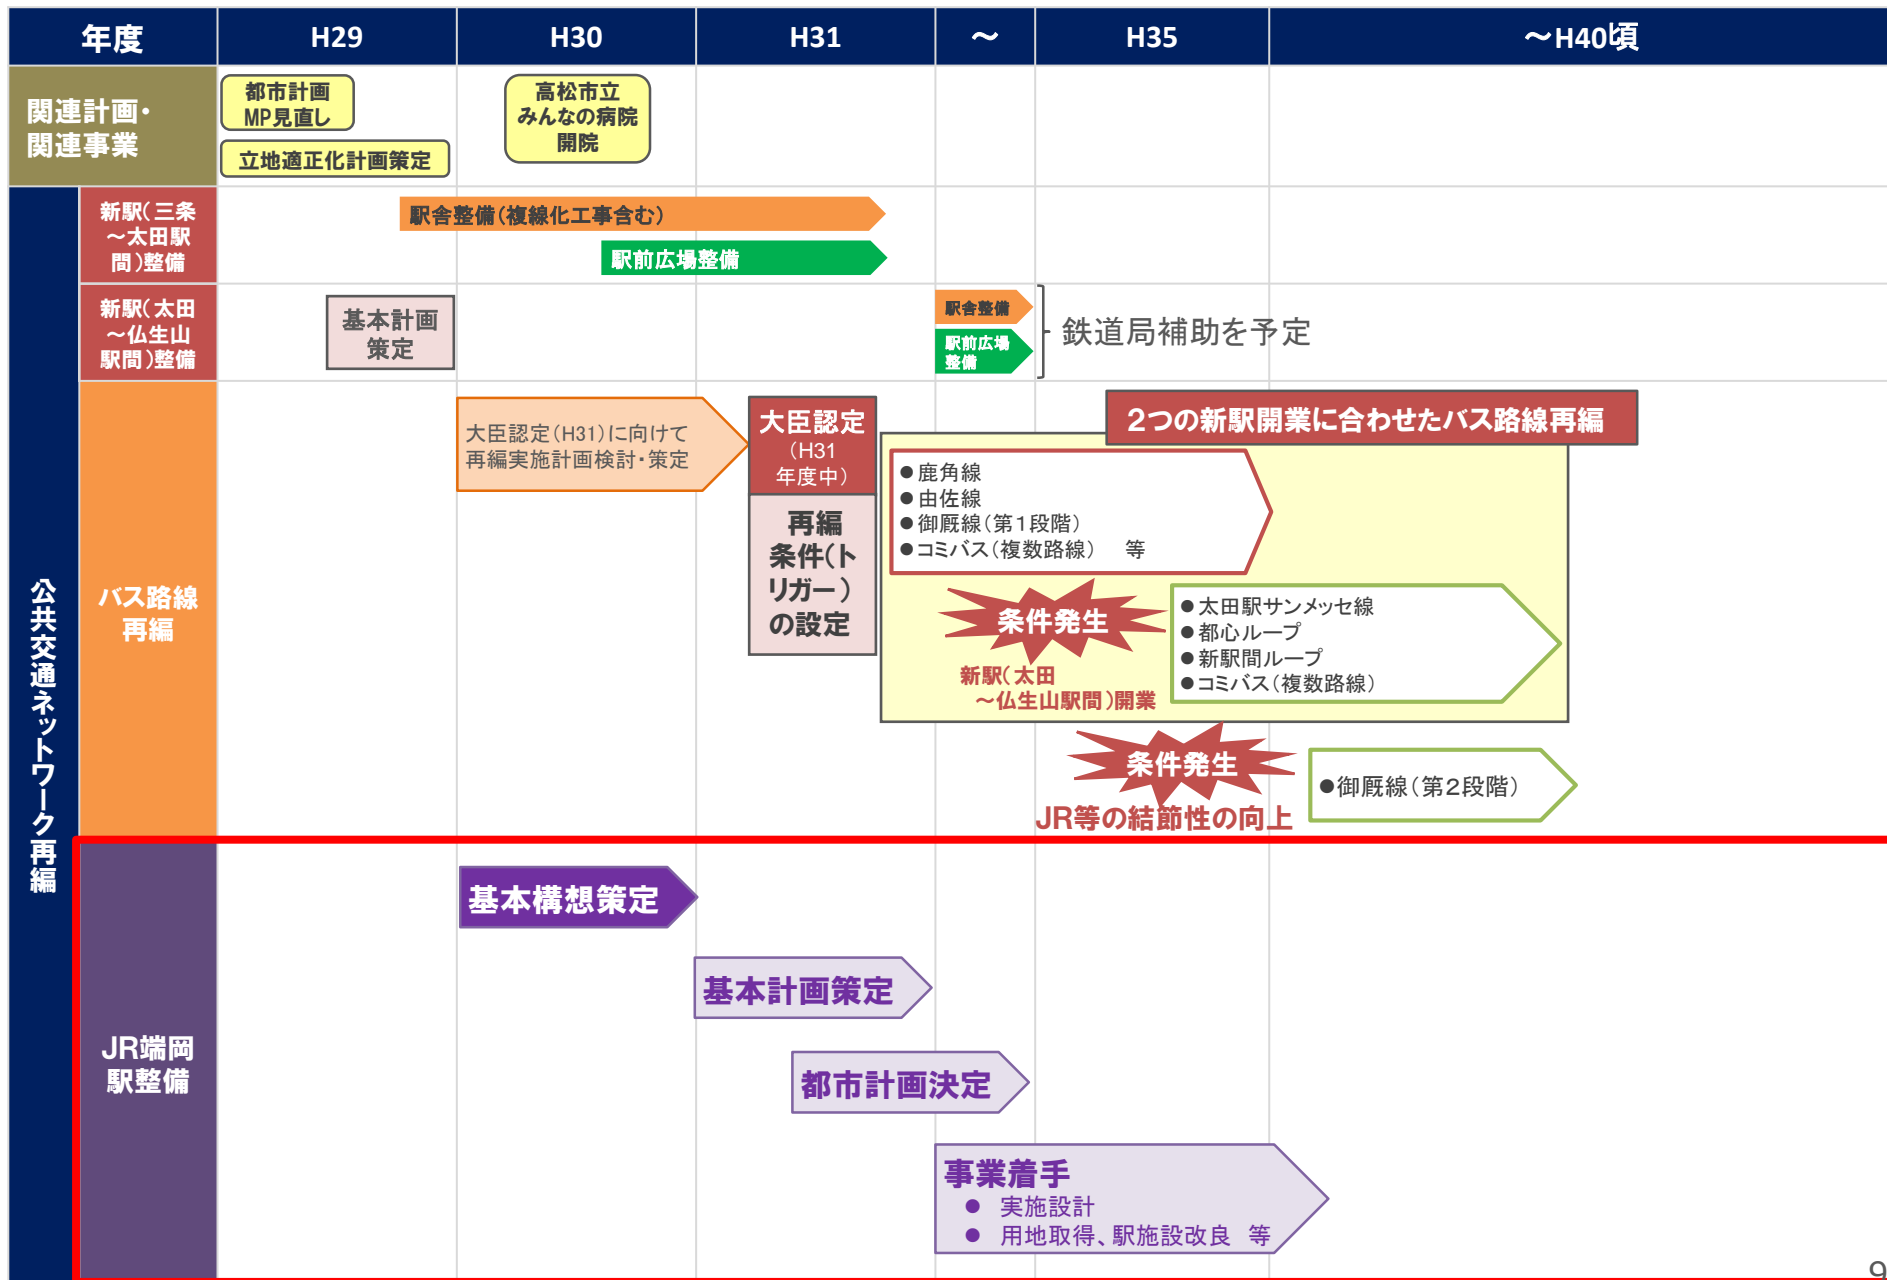 年度
H29
H30
H31
～
H35
～H40頃
関連計画・
関連事業
都市計画
MP見直し
立地適正化計画策定
高松市立
みんなの病院
開院
公共交通ネットワーク再編
新駅（三条
～太田駅
間）整備
駅舎整備（複線化工事含む）
駅前広場整備
新駅（太田
～仏生山
駅間）整備
基本計画
策定
駅舎整備
駅前広場
整備
鉄道局補助を予定
バス路線
再編
大臣認定（H31）に向けて
再編実施計画検討・策定
大臣認定
（H31
年度中）
再編
条件（ト
リガー）
の設定
２つの新駅開業に合わせたバス路線再編
●鹿角線
●由佐線
●御厩線（第１段階）
●コミバス（複数路線）　等
条件発生
新駅（太田
～仏生山駅間）開業
●太田駅サンメッセ線
●都心ループ
●新駅間ループ
●コミバス（複数路線）
条件発生
JR等の結節性の向上
●御厩線（第２段階）
JR端岡
駅整備
基本構想策定
基本計画策定
都市計画決定
事業着手
● 実施設計
● 用地取得、駅施設改良　等
9